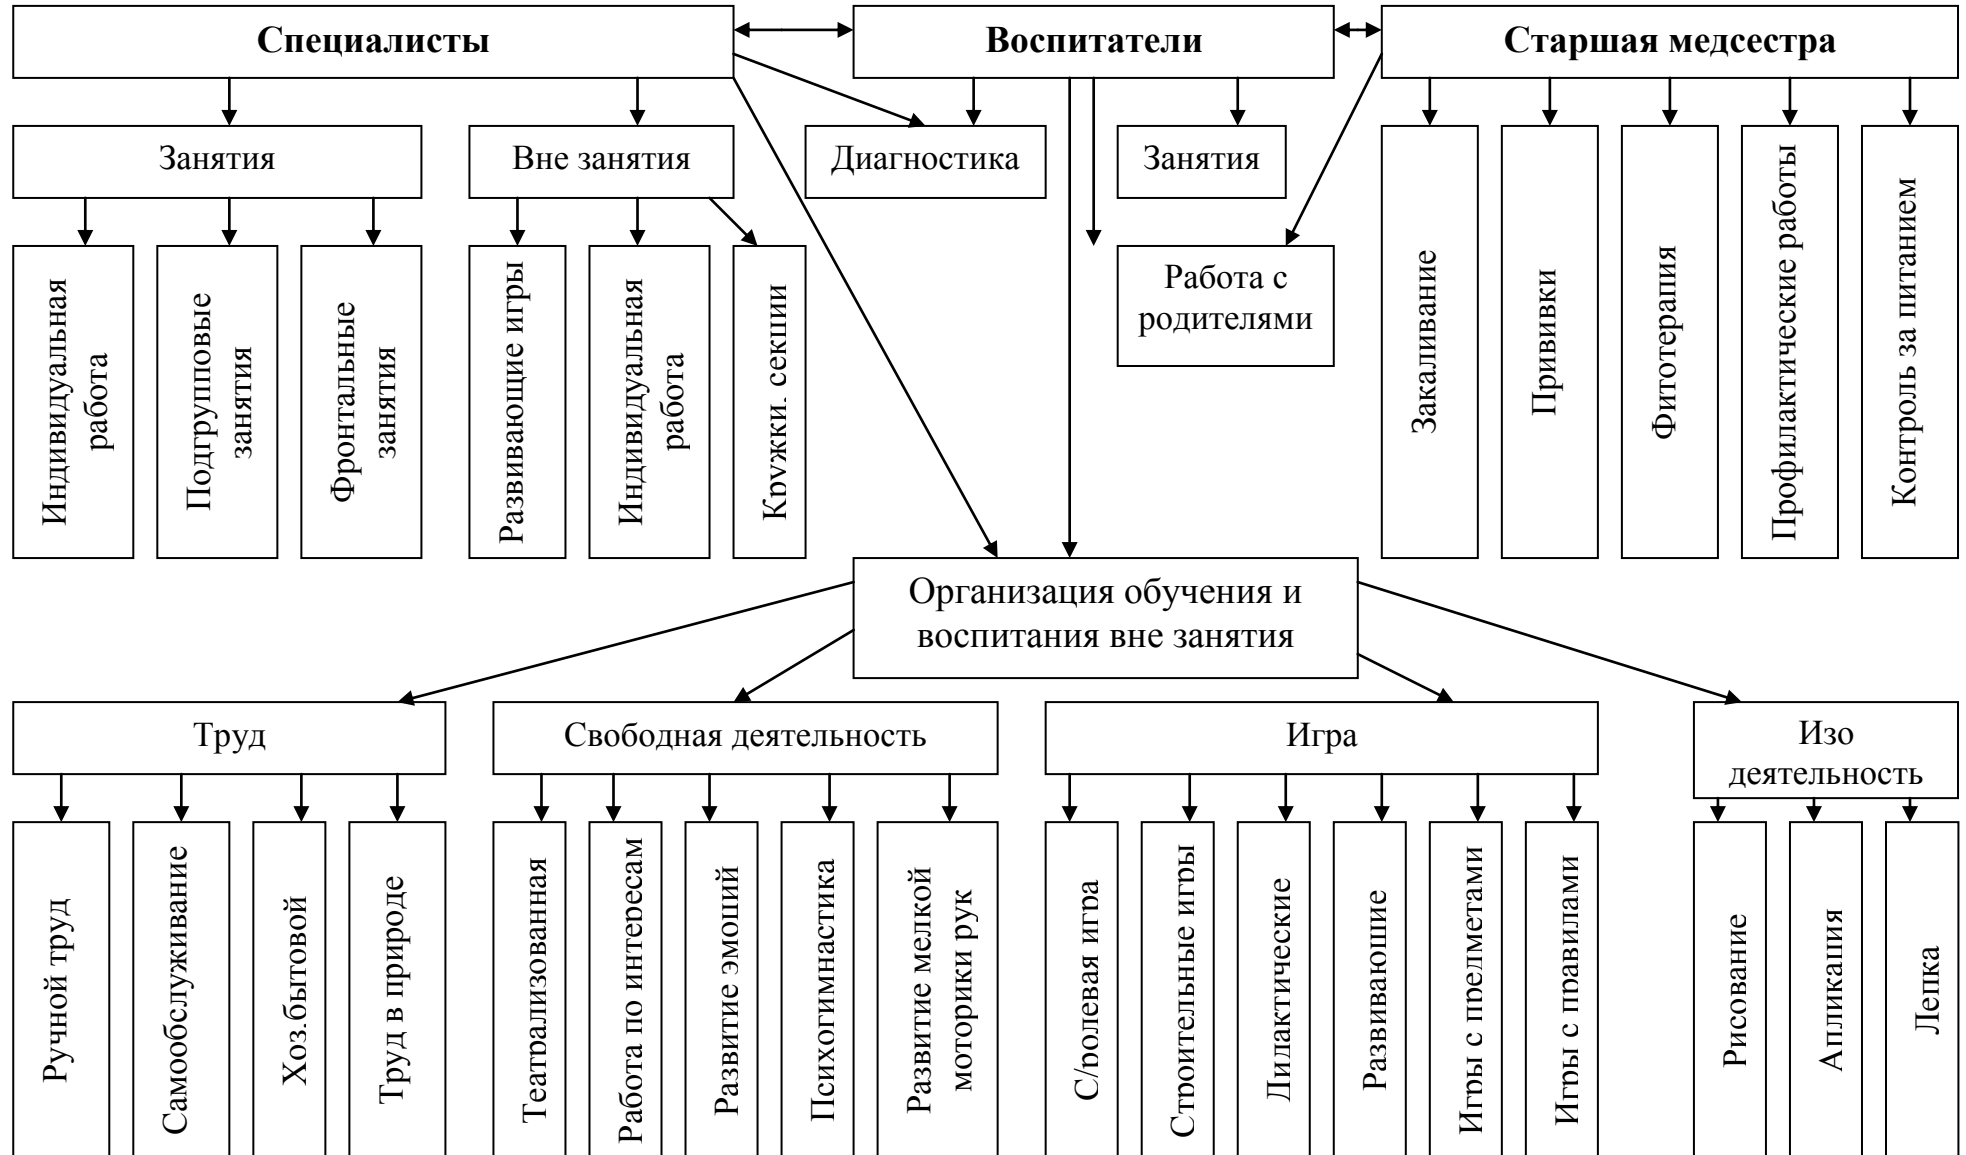 Специалисты
Воспитатели
Старшая медсестра
Занятия
Вне занятия
Диагностика
Занятия
Индивидуальная
работа
Подгрупповые
занятия
Фронтальные
занятия
Развивающие игры
Индивидуальная
работа
Кружки, секции
Работа с
родителями
Закаливание
Прививки
Фитотерапия
Профилактические работы
Контроль за питанием
Организация обучения и
воспитания вне занятия
Труд
Свободная деятельность
Игра
Изо
деятельность
Ручной труд
Самообслуживание
Хоз.бытовой
Труд в природе
Театрализованная
Работа по интересам
Развитие эмоций
Психогимнастика
Развитие мелкой
моторики рук
С/ролевая игра
Строительные игры
Дидактические
Развивающие
Игры с предметами
Игры с правилами
Рисование
Апликация
Лепка